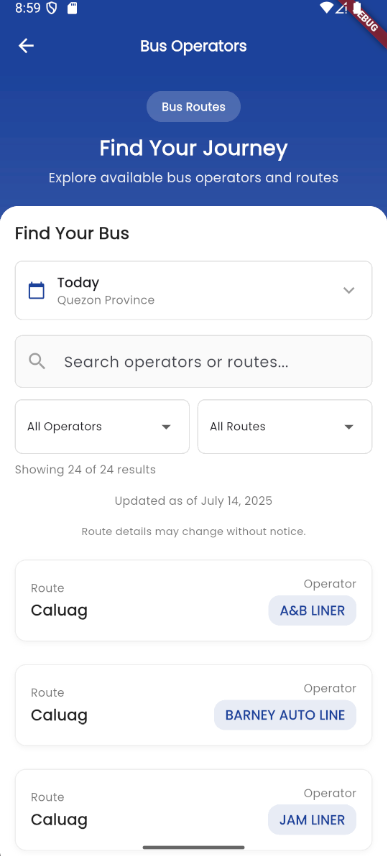 8:59
DEBUG
Bus Operators
Bus Routes
Find Your Journey
Explore available bus operators and routes
Find Your Bus
Today
Quezon Province
Search operators or routes...
All Operators
All Routes
Showing 24 of 24 results
Updated as of July 14, 2025
Route details may change without notice.
Route
Operator
Caluag
A&B LINER
Route
Operator
Caluag
BARNEY AUTO LINE
Route
Operator
Caluag
JAM LINER